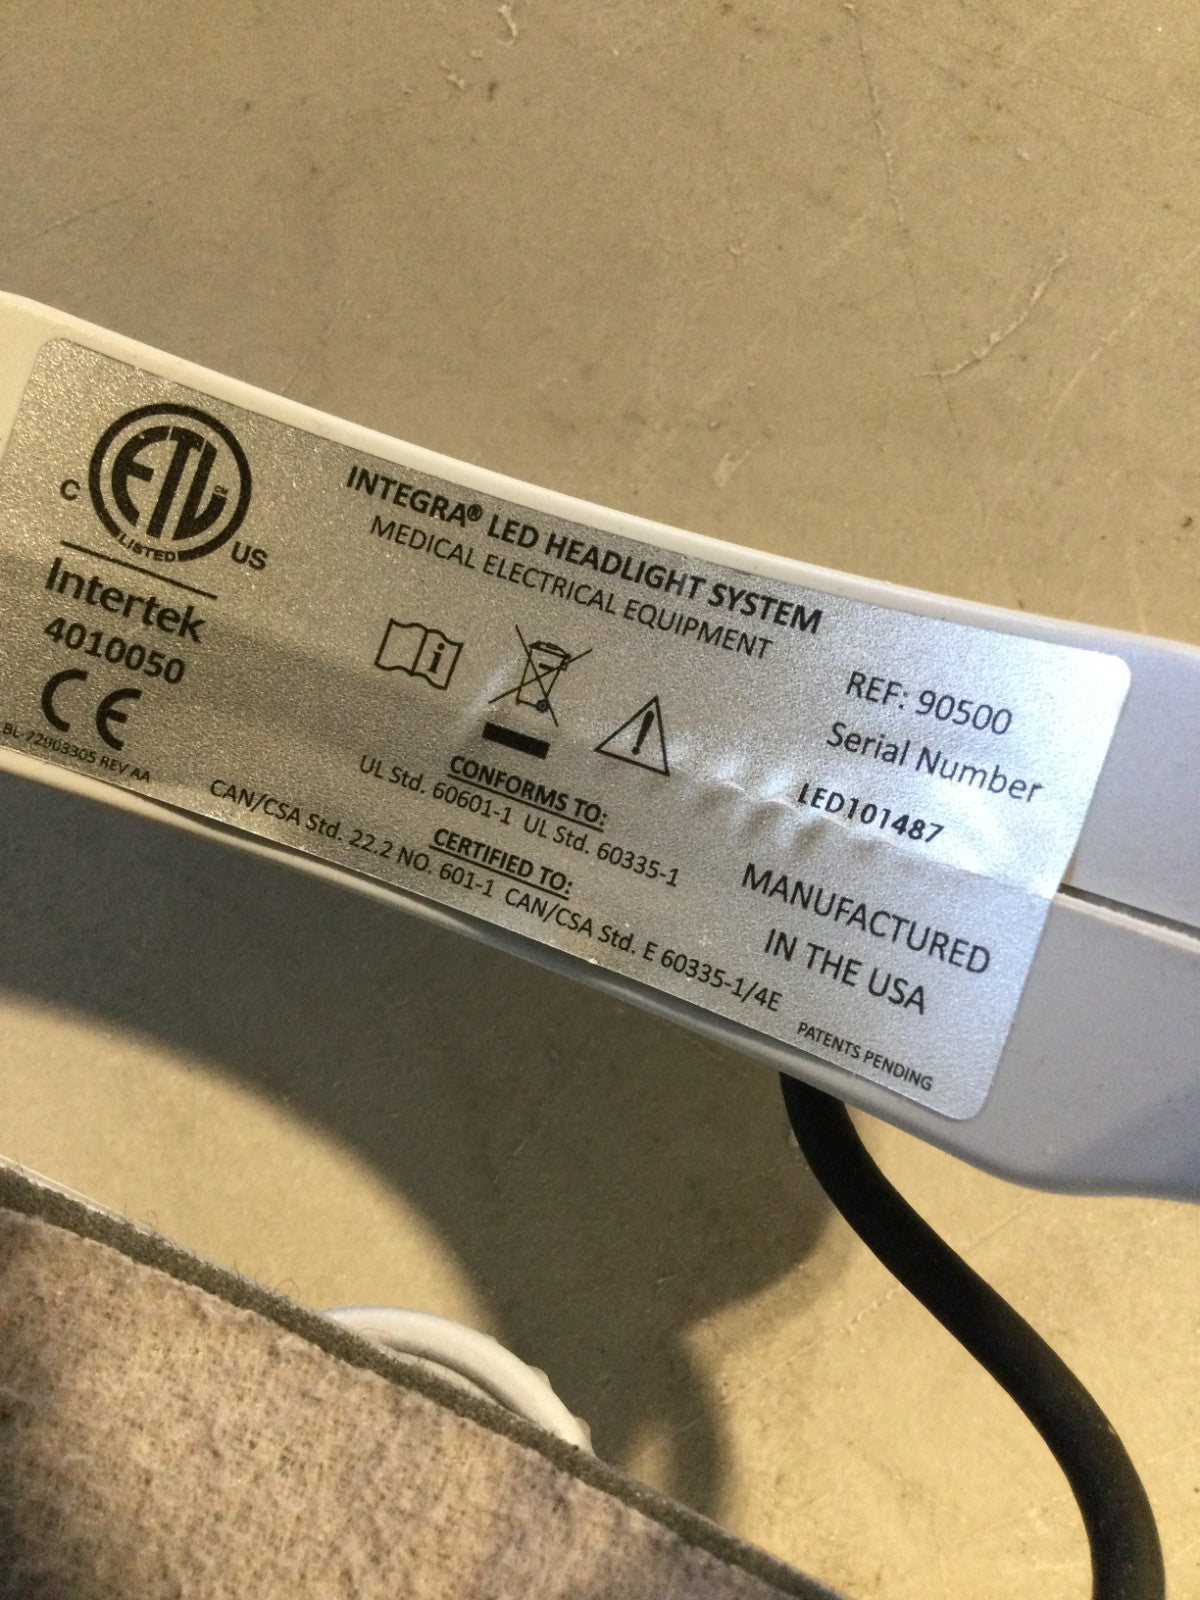 C ETL CM US
LISTED
Intertek
4010050
CE
BL-72903305 REV AA
INTEGRA® LED HEADLIGHT SYSTEM
MEDICAL ELECTRICAL EQUIPMENT
CONFORMS TO:
UL Std. 60601-1 UL Std. 60335-1
CERTIFIED TO:
CAN/CSA Std. 22.2 NO. 601-1 CAN/CSA Std. E 60335-1/4E
REF: 90500
Serial Number
LED101487
MANUFACTURED
IN THE USA
PATENTS PENDING